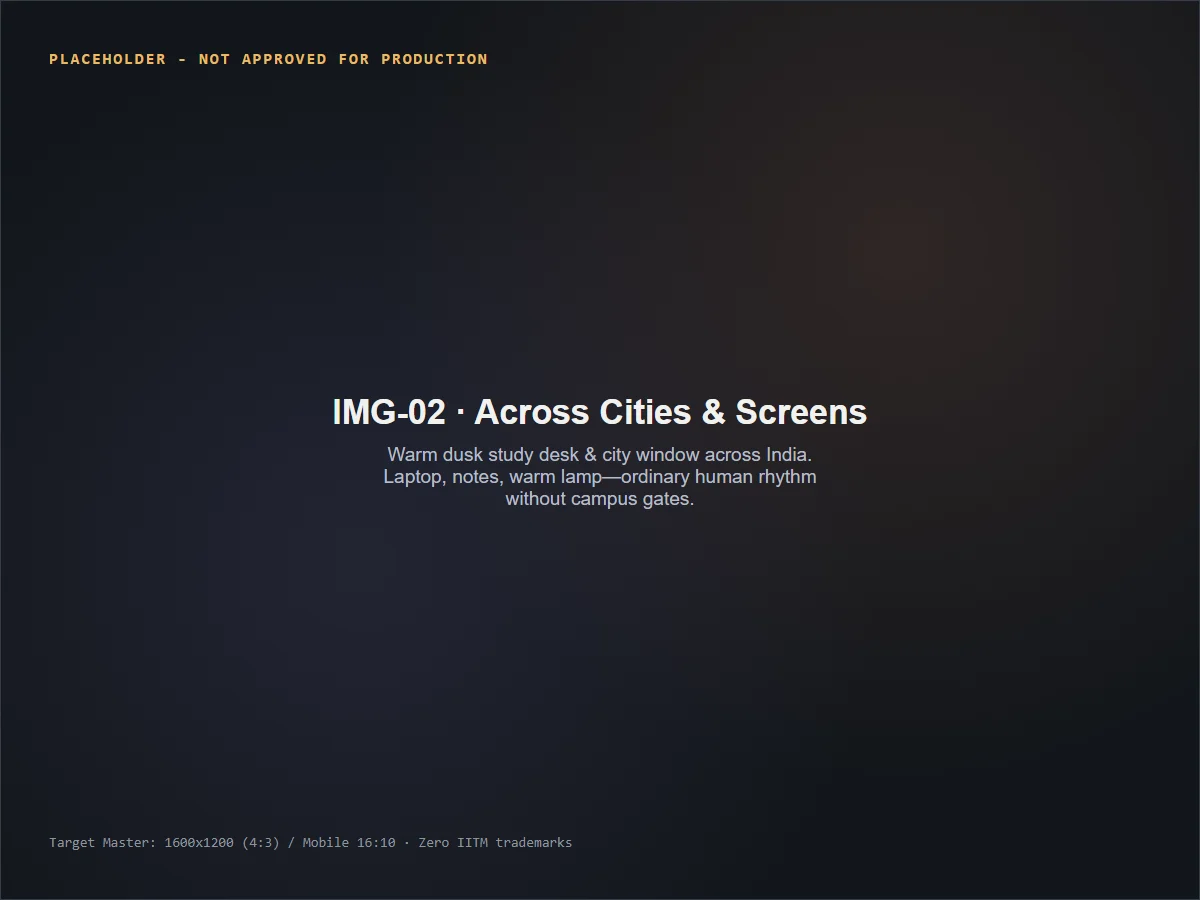 PLACEHOLDER - NOT APPROVED FOR PRODUCTION
IMG-02 · Across Cities & Screens
Warm dusk study desk & city window across India.
Laptop, notes, warm lamp—ordinary human rhythm
without campus gates.
Target Master: 1600x1200 (4:3) / Mobile 16:10 · Zero IITM trademarks